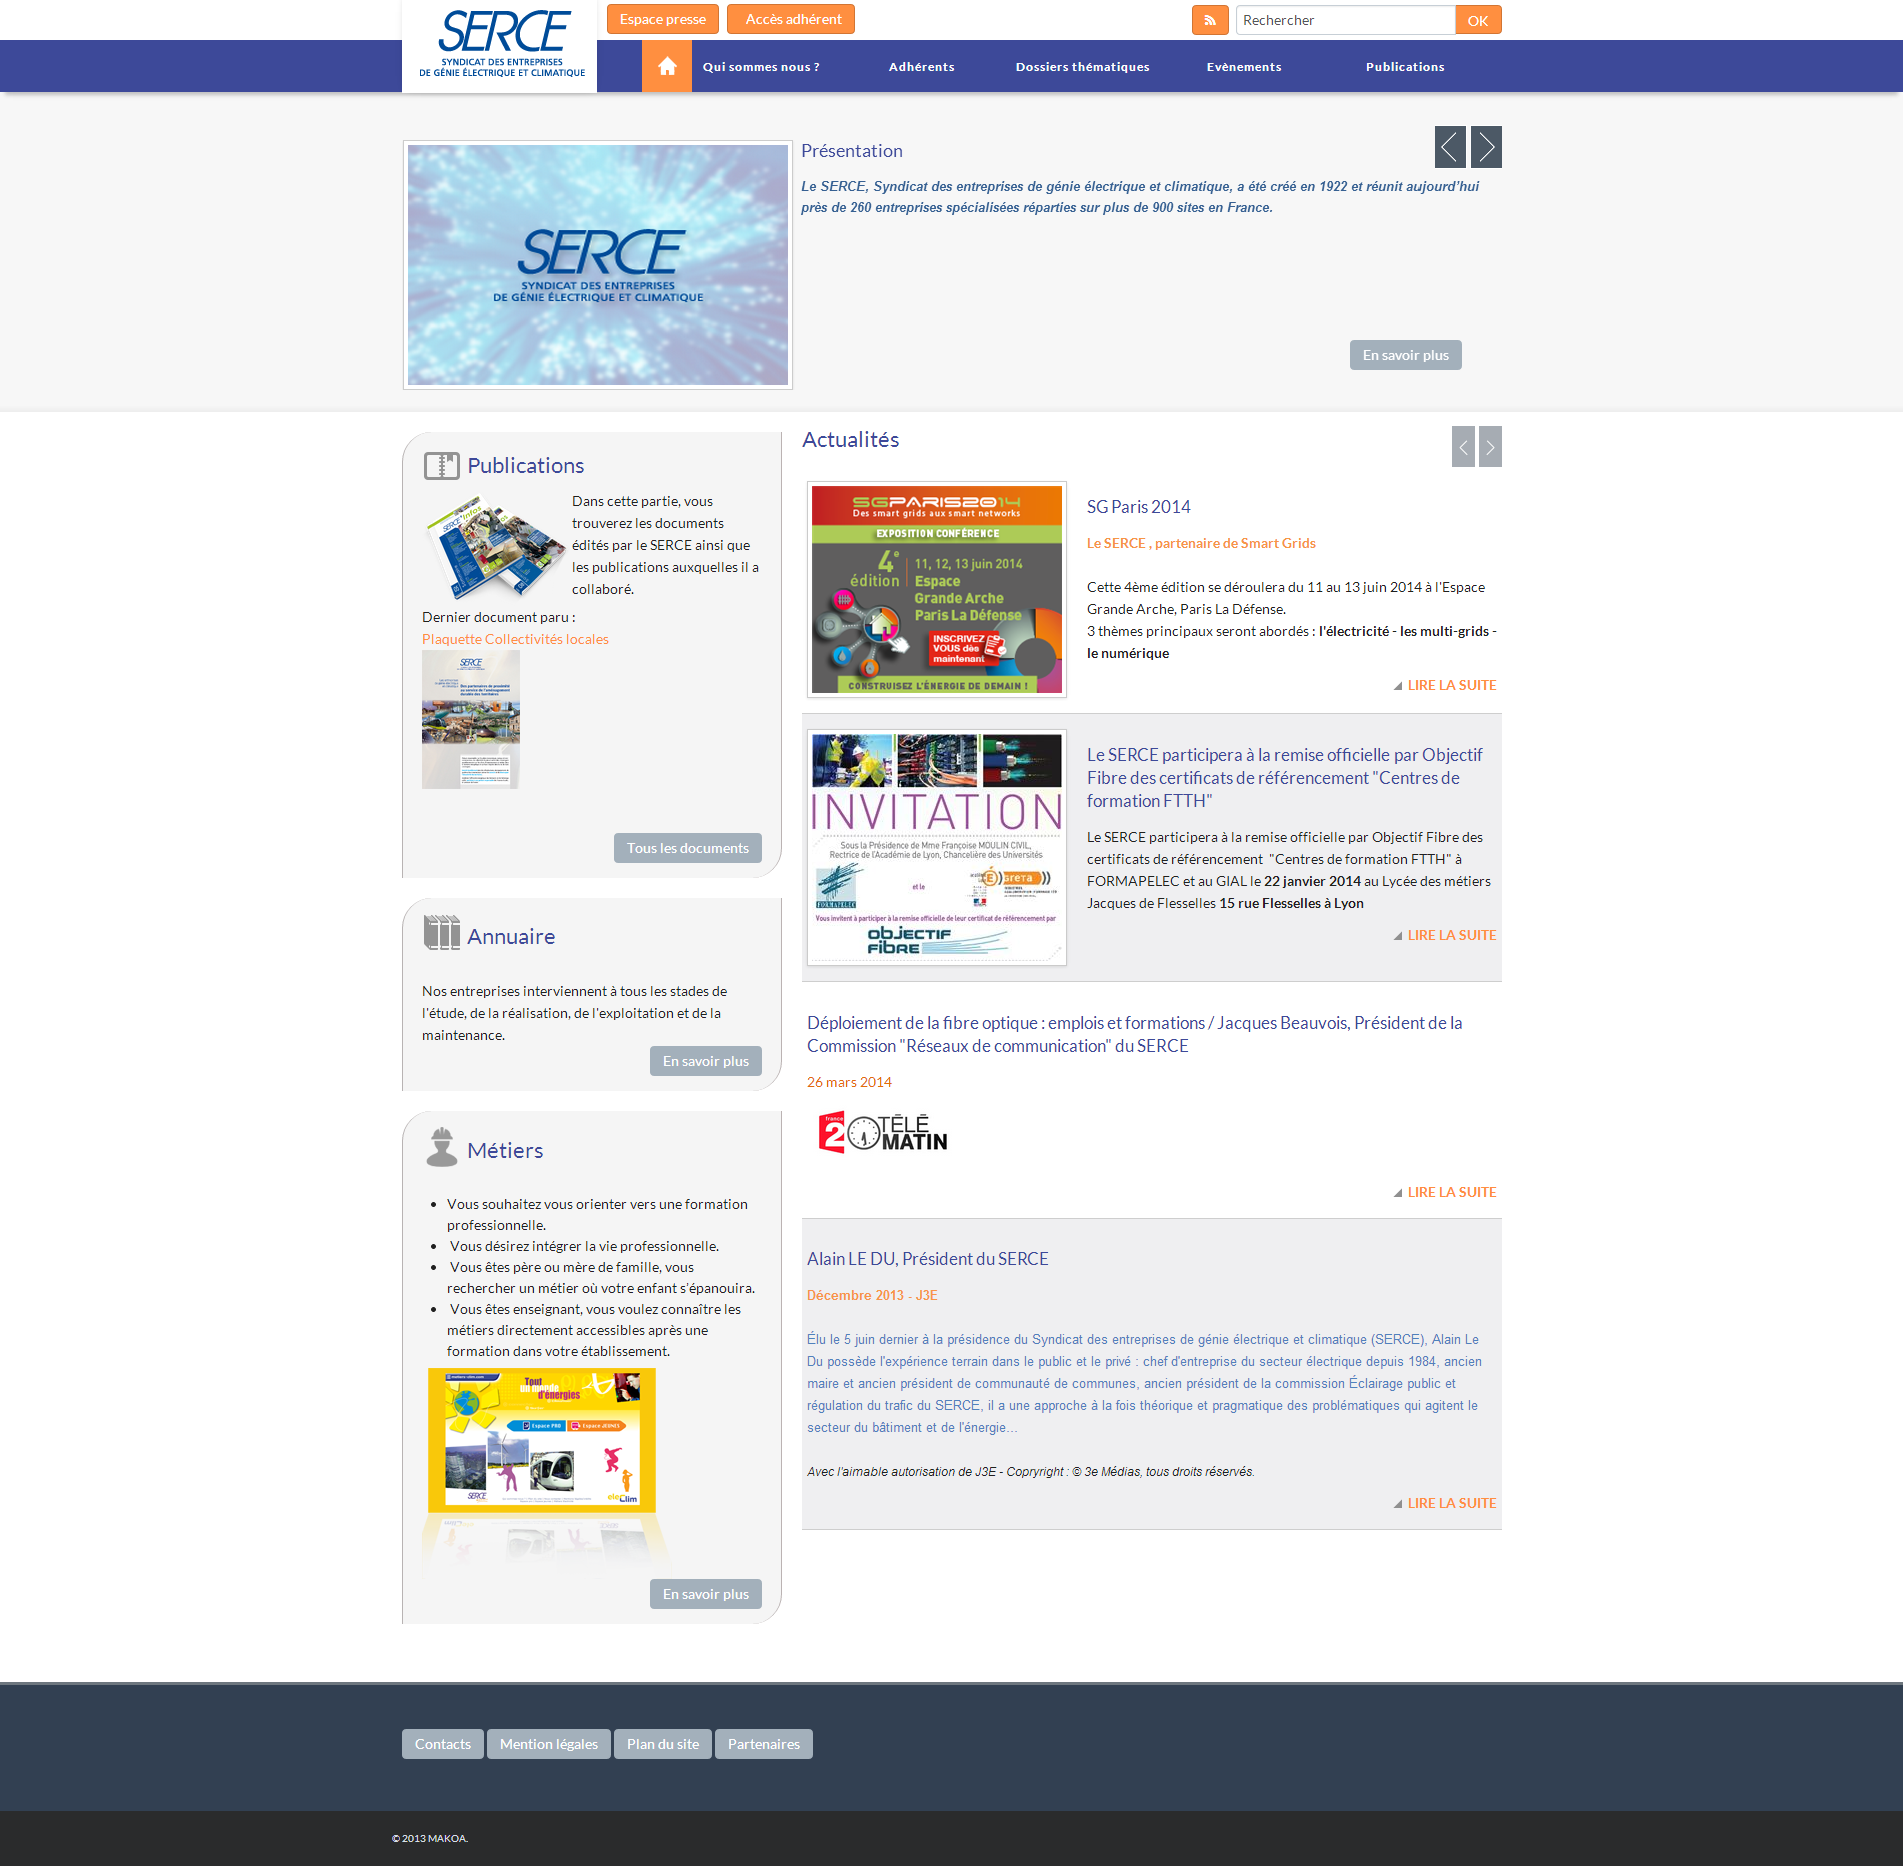 SERCE
SYNDICAT DES ENTREPRISES
DE GÉNIE ÉLECTRIQUE ET CLIMATIQUE
Espace presse
Accès adhérent
Rechercher
OK
Qui sommes nous ?
Adhérents
Dossiers thématiques
Evènements
Publications
SERCE
SYNDICAT DES ENTREPRISES
DE GÉNIE ÉLECTRIQUE ET CLIMATIQUE
Présentation
Le SERCE, Syndicat des entreprises de génie électrique et climatique, a été créé en 1922 et réunit aujourd'hui
près de 260 entreprises spécialisées réparties sur plus de 900 sites en France.
En savoir plus
Publications
Dans cette partie, vous
trouverez les documents
édités par le SERCE ainsi que
les publications auxquelles il a
collaboré.
Dernier document paru :
Plaquette Collectivités locales
SERCE
Tous les documents
Annuaire
Nos entreprises interviennent à tous les stades de
l'étude, de la réalisation, de l'exploitation et de la
maintenance.
En savoir plus
Métiers
• Vous souhaitez vous orienter vers une formation
professionnelle.
• Vous désirez intégrer la vie professionnelle.
• Vous êtes père ou mère de famille, vous
rechercher un métier où votre enfant s'épanouira.
• Vous êtes enseignant, vous voulez connaître les
métiers directement accessibles après une
formation dans votre établissement.
Tout
d'énergies
Espace PRO
Espace JEUNES
SERCE
elecClim
En savoir plus
Actualités
SGPARIS2014
Des smart grids aux smart networks
EXPOSITION CONFÉRENCE
4e
édition
11, 12, 13 juin 2014
Espace
Grande Arche
Paris La Défense
INSCRIVEZ
VOUS dès
maintenant
CONSTRUISEZ L'ÉNERGIE DE DEMAIN !
SG Paris 2014
Le SERCE , partenaire de Smart Grids
Cette 4ème édition se déroulera du 11 au 13 juin 2014 à l'Espace
Grande Arche, Paris La Défense.
3 thèmes principaux seront abordés : l'électricité - les multi-grids -
le numérique
LIRE LA SUITE
INVITATION
Sous la Présidence de Mme Françoise MOULIN CIVIL,
Rectrice de l'Académie de Lyon, Chancelière des Universités
FORMAPELEC
et le
GRETA
Vous invitent à participer à la remise officielle de leur certificat de référencement par
OBJECTIF
FIBRE
Le SERCE participera à la remise officielle par Objectif
Fibre des certificats de référencement "Centres de
formation FTTH"
Le SERCE participera à la remise officielle par Objectif Fibre des
certificats de référencement "Centres de formation FTTH" à
FORMAPELEC et au GIAL le 22 janvier 2014 au Lycée des métiers
Jacques de Flesselles 15 rue Flesselles à Lyon
LIRE LA SUITE
Déploiement de la fibre optique : emplois et formations / Jacques Beauvois, Président de la
Commission "Réseaux de communication" du SERCE
26 mars 2014
france
2
TÉLÉ
MATIN
LIRE LA SUITE
Alain LE DU, Président du SERCE
Décembre 2013 - J3E
Élu le 5 juin dernier à la présidence du Syndicat des entreprises de génie électrique et climatique (SERCE), Alain Le
Du possède l'expérience terrain dans le public et le privé : chef d'entreprise du secteur électrique depuis 1984, ancien
maire et ancien président de communauté de communes, ancien président de la commission Éclairage public et
régulation du trafic du SERCE, il a une approche à la fois théorique et pragmatique des problématiques qui agitent le
secteur du bâtiment et de l'énergie...
Avec l'aimable autorisation de J3E - Copryright : © 3e Médias, tous droits réservés.
LIRE LA SUITE
Contacts
Mention légales
Plan du site
Partenaires
© 2013 MAKOA.